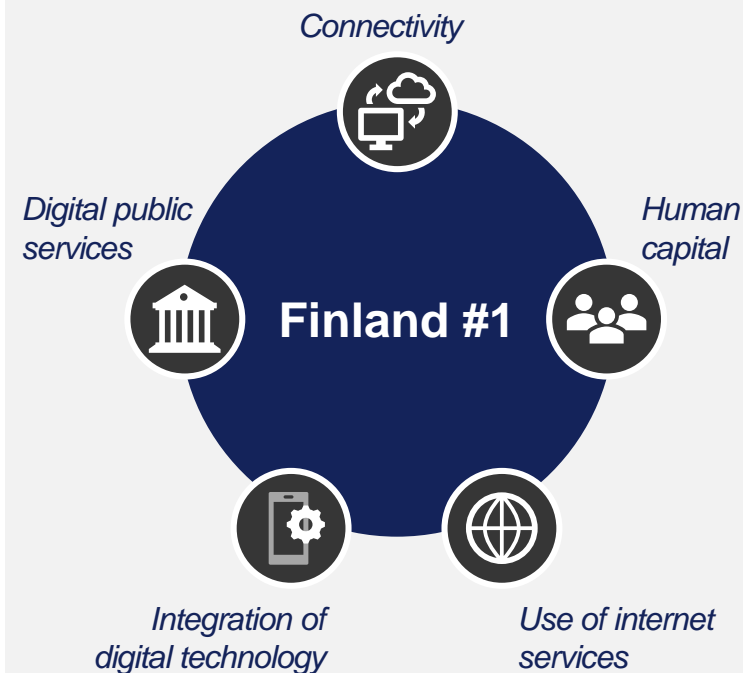 Connectivity
Digital public
services
Human
capital
Finland #1
Integration of
digital technology
Use of internet
services